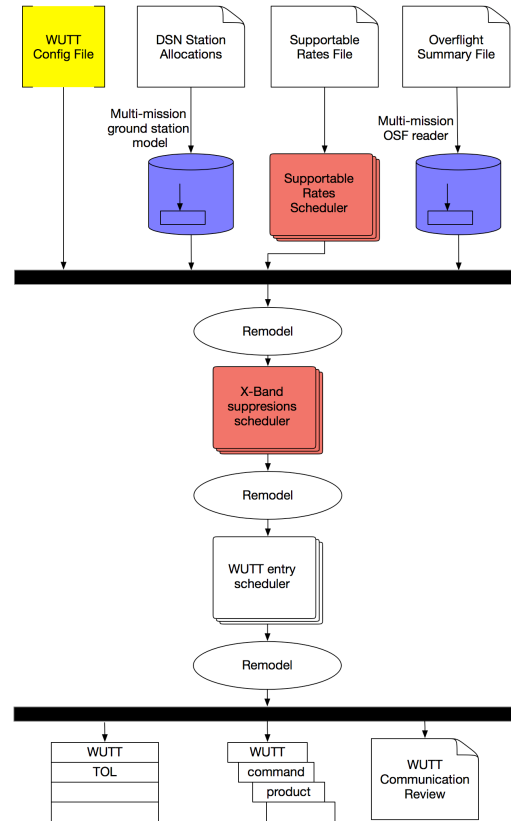 WUTT
Config File
DSN Station
Allocations
Supportable
Rates File
Overflight
Summary File
Multi-mission
ground station
model
Multi-mission
OSF reader
Supportable
Rates
Scheduler
Remodel
X-Band
suppresions
scheduler
Remodel
WUTT entry
scheduler
Remodel
WUTT
TOL
WUTT
command
product
WUTT
Communication
Review